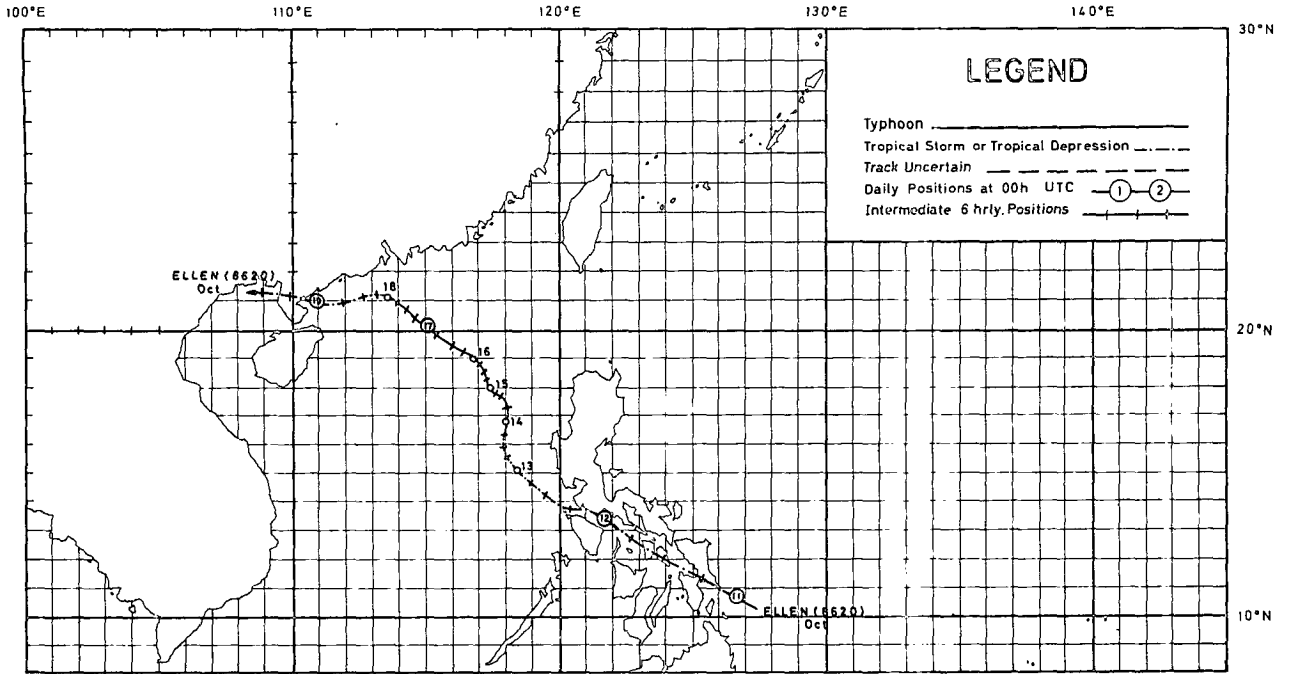 100°E 110°E 120°E 130°E 140°E
30°N
LEGEND
Typhoon
Tropical Storm or Tropical Depression
Track Uncertain
Daily Positions at 00h UTC 1 2
Intermediate 6 hrly. Positions
ELLEN (8620)
Oct
18
19
17
20°N
16
15
14
13
12
11
ELLEN (8620)
Oct
10°N